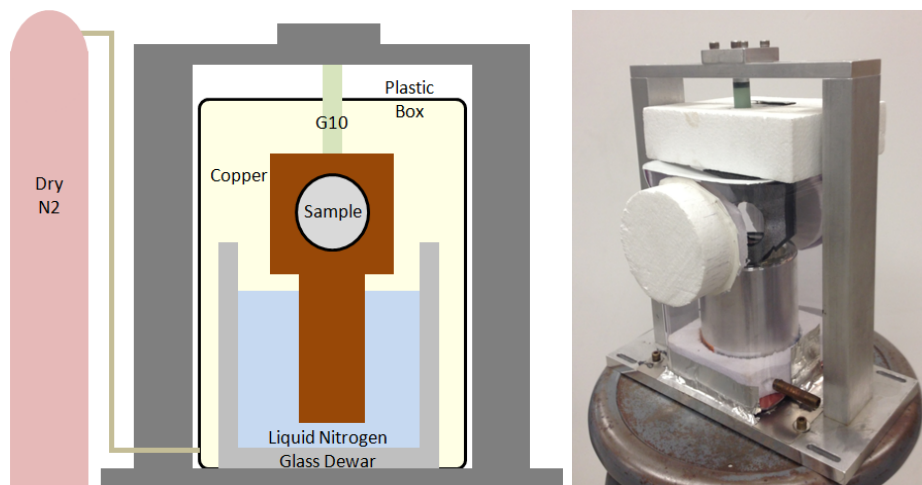 Plastic
Box
G10
Copper
Sample
Dry
N2
Liquid Nitrogen
Glass Dewar